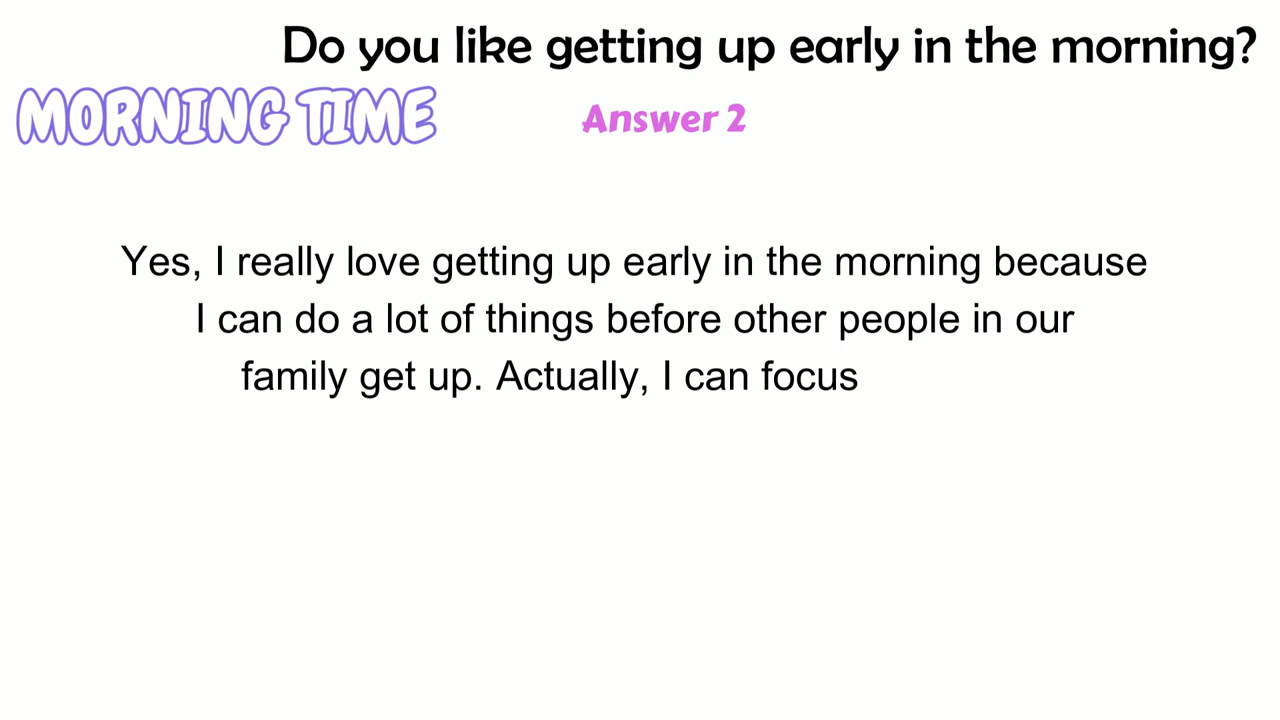 Do you like getting up early in the morning?
MORNING TIME
Answer 2
Yes, I really love getting up early in the morning because
I can do a lot of things before other people in our
family get up. Actually, I can focus